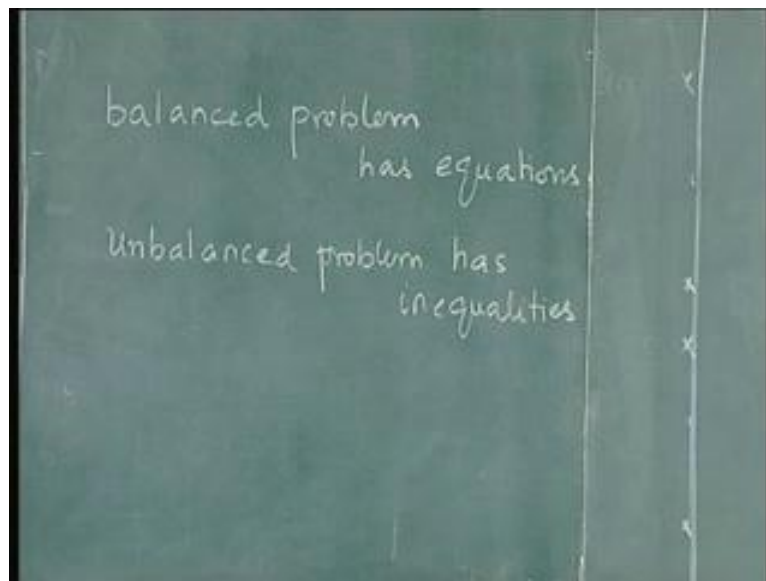 balanced problem
has equations.
Unbalanced problem has
inequalities